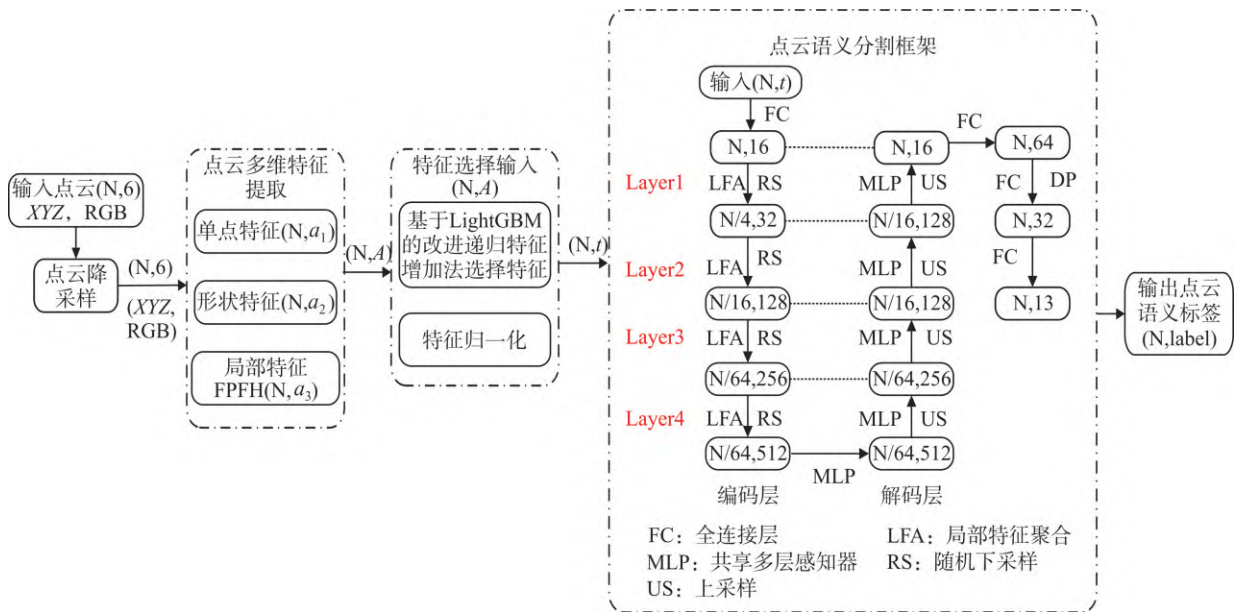 输入点云(N,6)
XYZ, RGB
点云降
采样
(N,6)
(XYZ,
RGB)
点云多维特征
提取
单点特征(N,a₁)
形状特征(N,a₂)
局部特征
FPFH(N,a₃)
(N,A)
特征选择输入
(N,A)
基于LightGBM
的改进递归特征
增加法选择特征
特征归一化
(N,t)
点云语义分割框架
输入(N,t)
FC
FC
N,16
N,16
N,64
Layer1
LFA
RS
MLP
US
FC
DP
N/4,32
N/16,128
N,32
Layer2
LFA
RS
MLP
US
FC
N/16,128
N/16,128
N,13
Layer3
LFA
RS
MLP
US
N/64,256
N/64,256
Layer4
LFA
RS
MLP
US
N/64,512
MLP
N/64,512
编码层
解码层
FC: 全连接层
LFA: 局部特征聚合
MLP: 共享多层感知器
RS: 随机下采样
US: 上采样
输出点云
语义标签
(N,label)